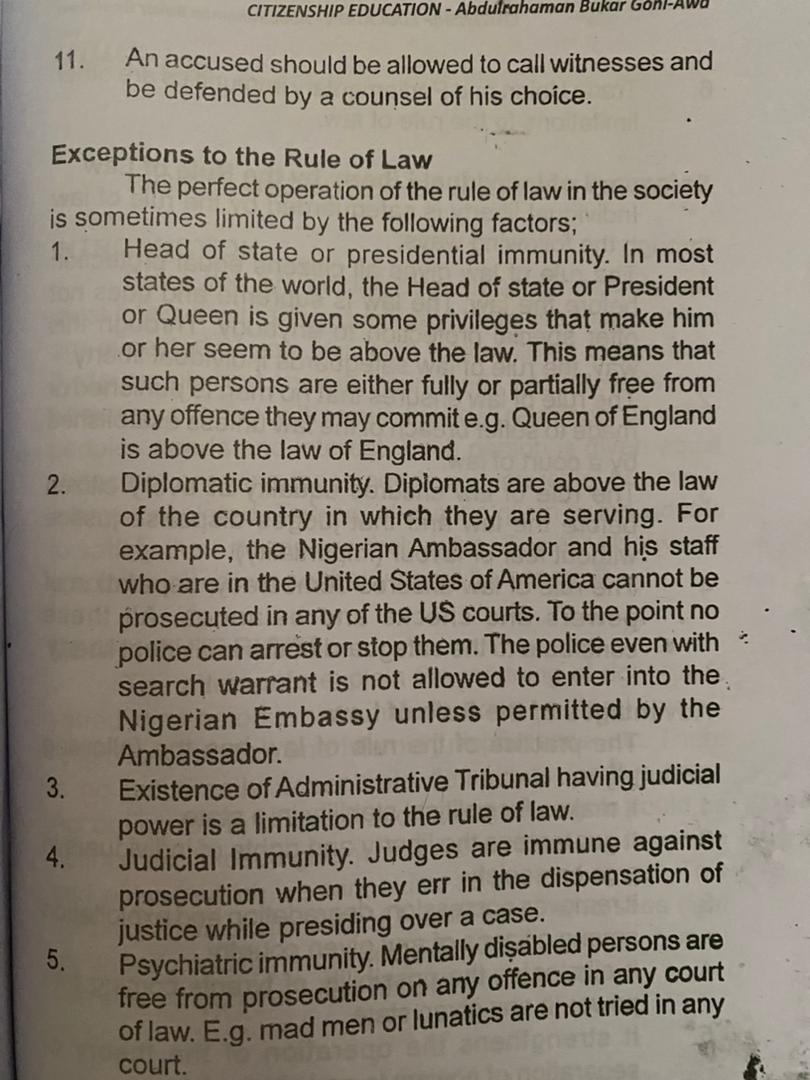 CITIZENSHIP EDUCATION - Abdulrahaman Bukar Goni-Awa
11. An accused should be allowed to call witnesses and
be defended by a counsel of his choice.
Exceptions to the Rule of Law
The perfect operation of the rule of law in the society
is sometimes limited by the following factors;
1. Head of state or presidential immunity. In most
states of the world, the Head of state or President
or Queen is given some privileges that make him
or her seem to be above the law. This means that
such persons are either fully or partially free from
any offence they may commit e.g. Queen of England
is above the law of England.
2. Diplomatic immunity. Diplomats are above the law
of the country in which they are serving. For
example, the Nigerian Ambassador and his staff
who are in the United States of America cannot be
prosecuted in any of the US courts. To the point no
police can arrest or stop them. The police even with
search warrant is not allowed to enter into the
Nigerian Embassy unless permitted by the
Ambassador.
3. Existence of Administrative Tribunal having judicial
power is a limitation to the rule of law.
4. Judicial Immunity. Judges are immune against
prosecution when they err in the dispensation of
justice while presiding over a case.
5. Psychiatric immunity. Mentally disabled persons are
free from prosecution on any offence in any court
of law. E.g. mad men or lunatics are not tried in any
court.